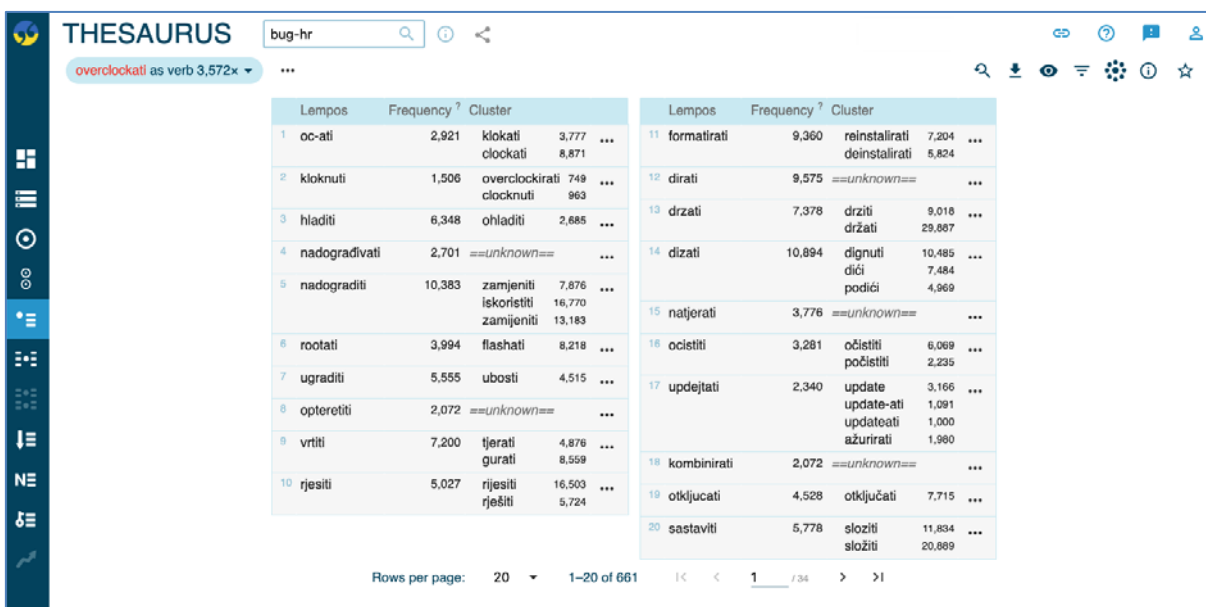 THESAURUS
bug-hr
overclockati as verb 3,572×
...
Lempos Frequency ? Cluster
1 oc-ati 2,921 klokati 3,777 ...
clockati 8,871
2 kloknuti 1,506 overclockirati 749 ...
clocknuti 963
3 hladiti 6,348 ohladiti 2,685 ...
4 nadograđivati 2,701 ==unknown== ...
5 nadograditi 10,383 zamjeniti 7,876 ...
iskoristiti 16,770
zamijeniti 13,183
6 rootati 3,994 flashati 8,218 ...
7 ugraditi 5,555 ubosti 4,515 ...
8 opteretiti 2,072 ==unknown== ...
9 vrtiti 7,200 tjerati 4,876 ...
gurati 8,559
10 rjesiti 5,027 rijesiti 16,503 ...
rješiti 5,724
Lempos Frequency ? Cluster
11 formatirati 9,360 reinstalirati 7,204 ...
deinstalirati 5,824
12 dirati 9,575 ==unknown== ...
13 drzati 7,378 drziti 9,018 ...
držati 29,887
14 dizati 10,894 dignuti 10,485 ...
dići 7,484
podići 4,969
15 natjerati 3,776 ==unknown== ...
16 ocistiti 3,281 očistiti 6,069 ...
počistiti 2,235
17 updejtati 2,340 update 3,166 ...
update-ati 1,091
updateati 1,000
ažurirati 1,980
18 kombinirati 2,072 ==unknown== ...
19 otkljucati 4,528 otključati 7,715 ...
20 sastaviti 5,778 sloziti 11,834 ...
složiti 20,889
Rows per page: 20 1–20 of 661 1 / 34